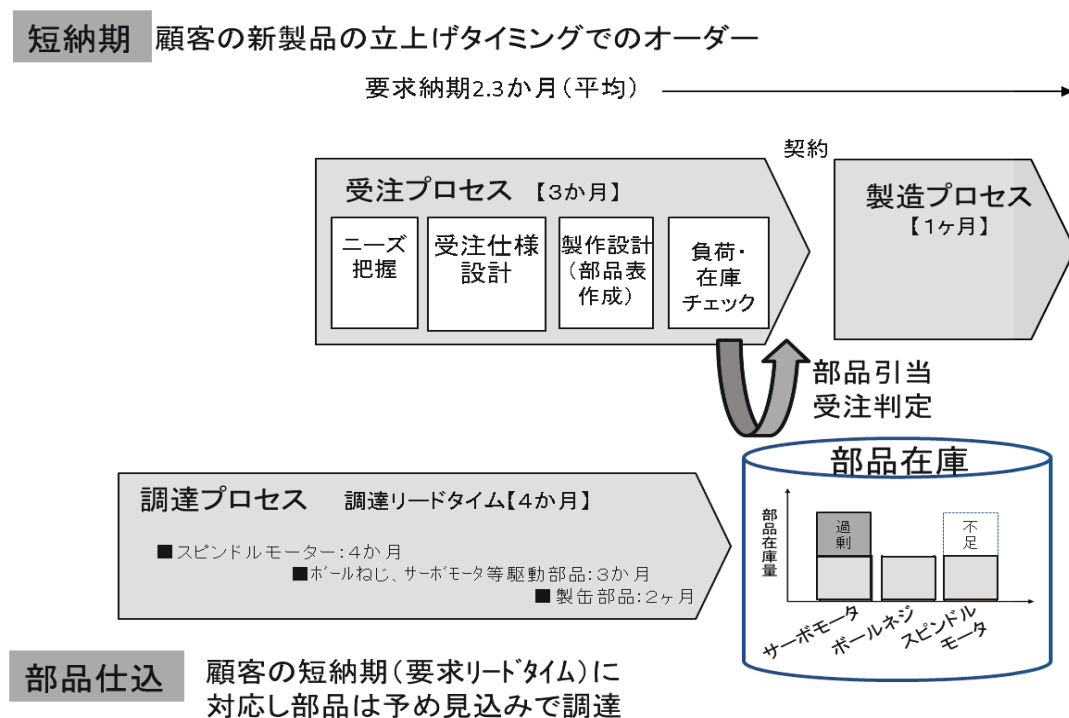 短納期 顧客の新製品の立上げタイミングでのオーダー
要求納期2.3か月(平均)
契約
受注プロセス 【3か月】
ニーズ
把握
受注仕様
設計
製作設計
(部品表
作成)
負荷・
在庫
チェック
製造プロセス
【1ヶ月】
部品引当
受注判定
調達プロセス 調達リードタイム【4か月】
■スピンドルモーター:4か月
■ボールねじ、サーボモータ等駆動部品:3か月
■製缶部品:2ヶ月
部品在庫
部品在庫量
過剰
不足
サーボモータ
ボールネジ
スピンドル
モータ
部品仕込 顧客の短納期(要求リードタイム)に
対応し部品は予め見込みで調達